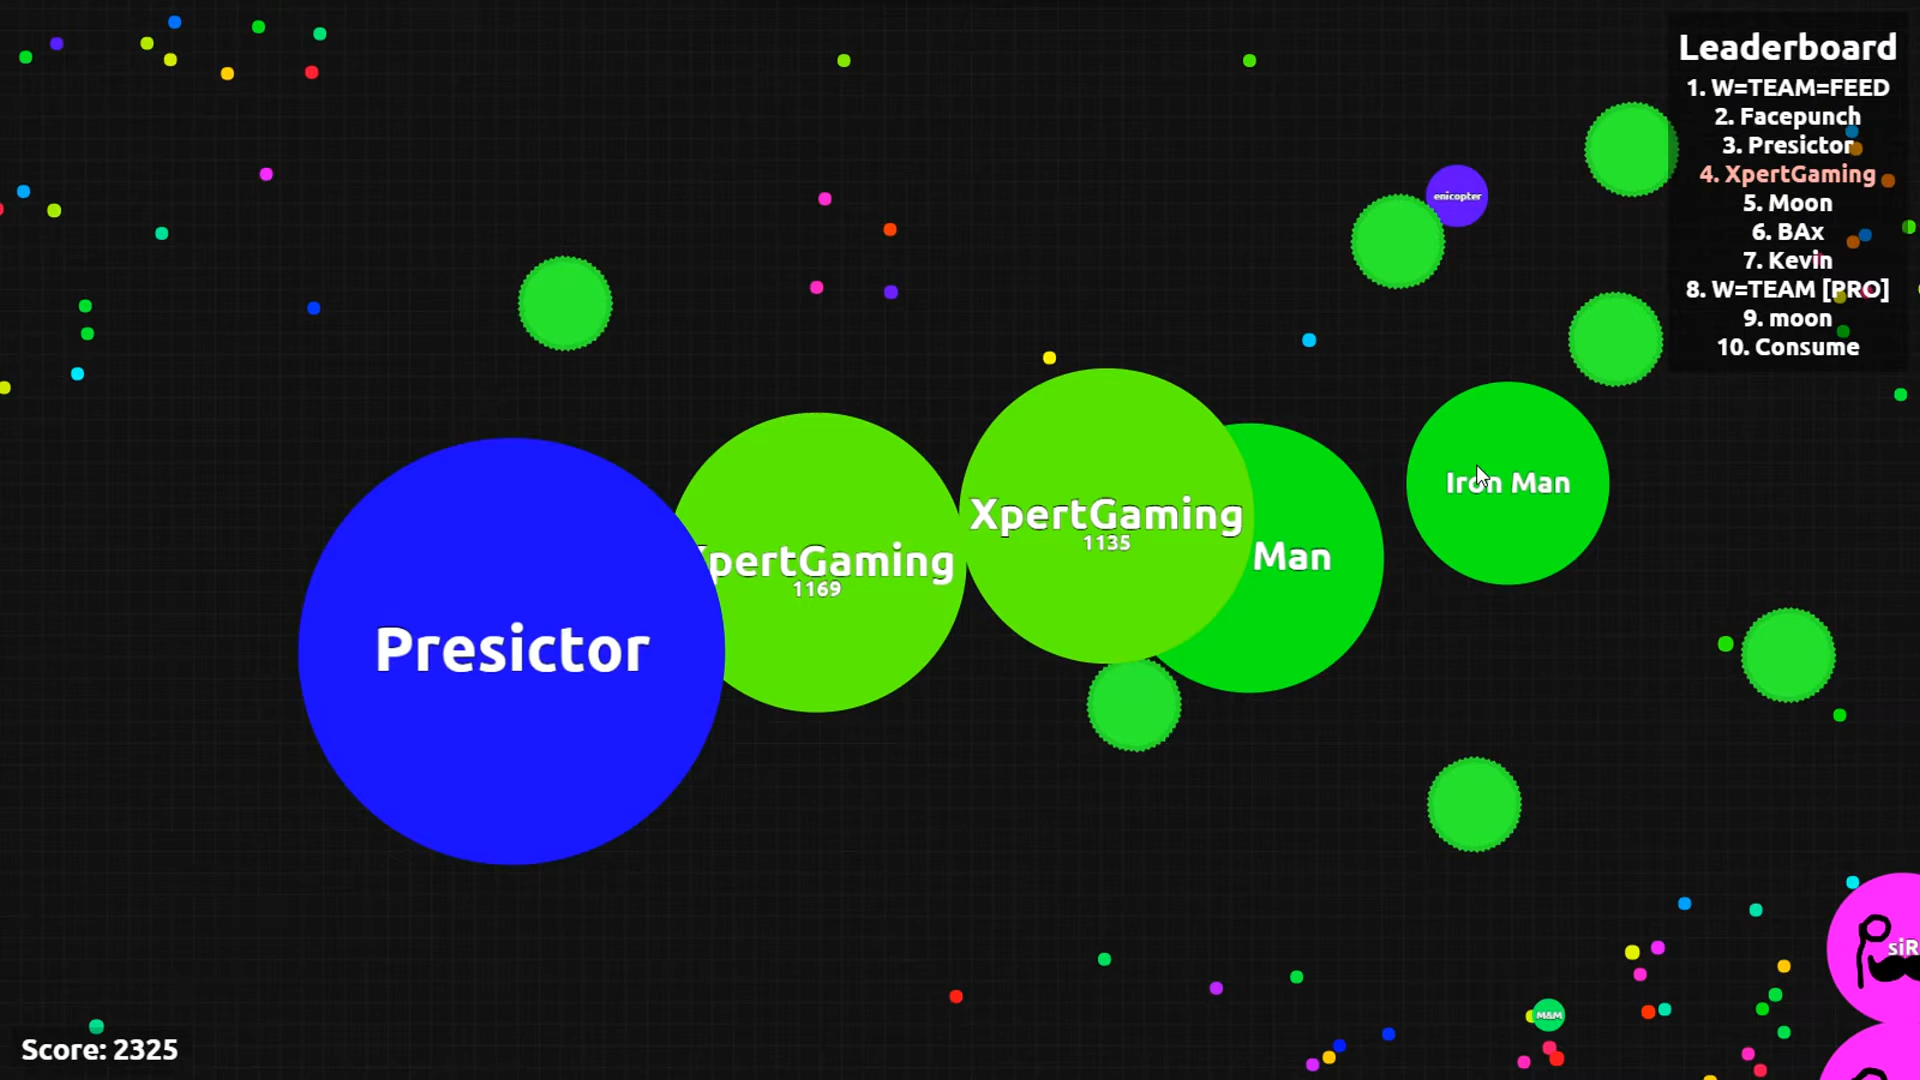 Leaderboard
1. W=TEAM=FEED
2. Facepunch
3. Presictor
4. XpertGaming
5. Moon
6. BAx
7. Kevin
8. W=TEAM [PRO]
9. moon
10. Consume
enicopter
Iron Man
XpertGaming
1135
Man
pertGaming
1169
Presictor
siR
M&M
Score: 2325